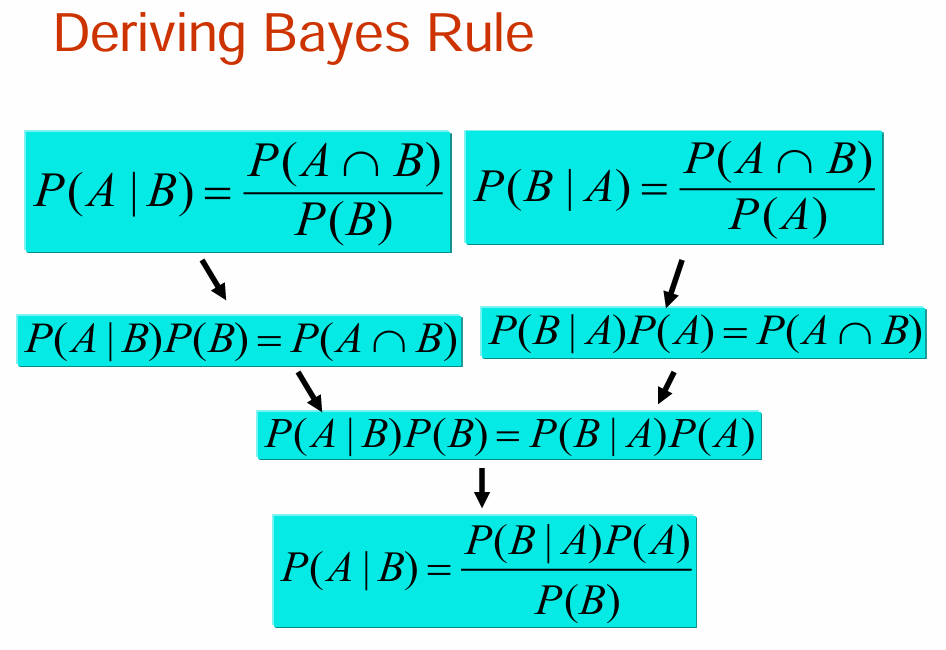 Deriving Bayes Rule
P(A | B) = P(A ∩ B) / P(B)
P(B | A) = P(A ∩ B) / P(A)
P(A | B)P(B) = P(A ∩ B)
P(B | A)P(A) = P(A ∩ B)
P(A | B)P(B) = P(B | A)P(A)
P(A | B) = P(B | A)P(A) / P(B)